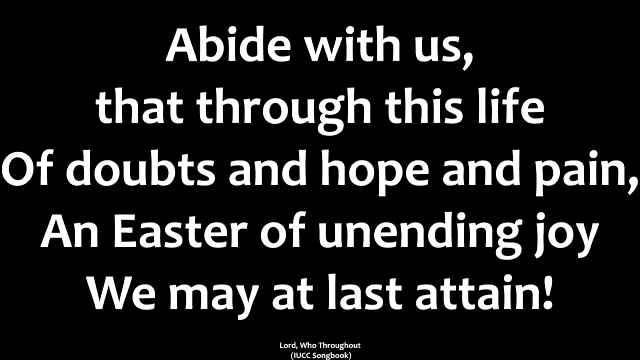 Abide with us,
that through this life
Of doubts and hope and pain,
An Easter of unending joy
We may at last attain!
Lord, Who Throughout
(IUCC Songbook)